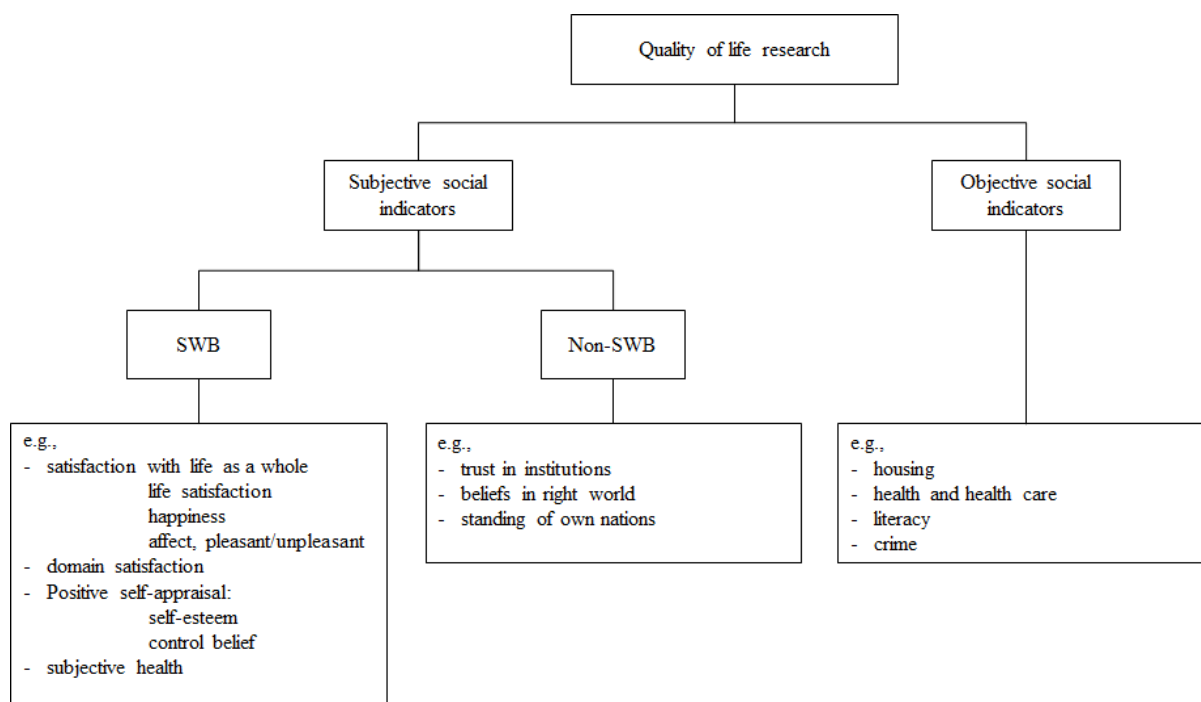 Quality of life research
Subjective social
indicators
Objective social
indicators
SWB
Non-SWB
e.g.,
- satisfaction with life as a whole
life satisfaction
happiness
affect, pleasant/unpleasant
- domain satisfaction
- Positive self-appraisal:
self-esteem
control belief
- subjective health
e.g.,
- trust in institutions
- beliefs in right world
- standing of own nations
e.g.,
- housing
- health and health care
- literacy
- crime